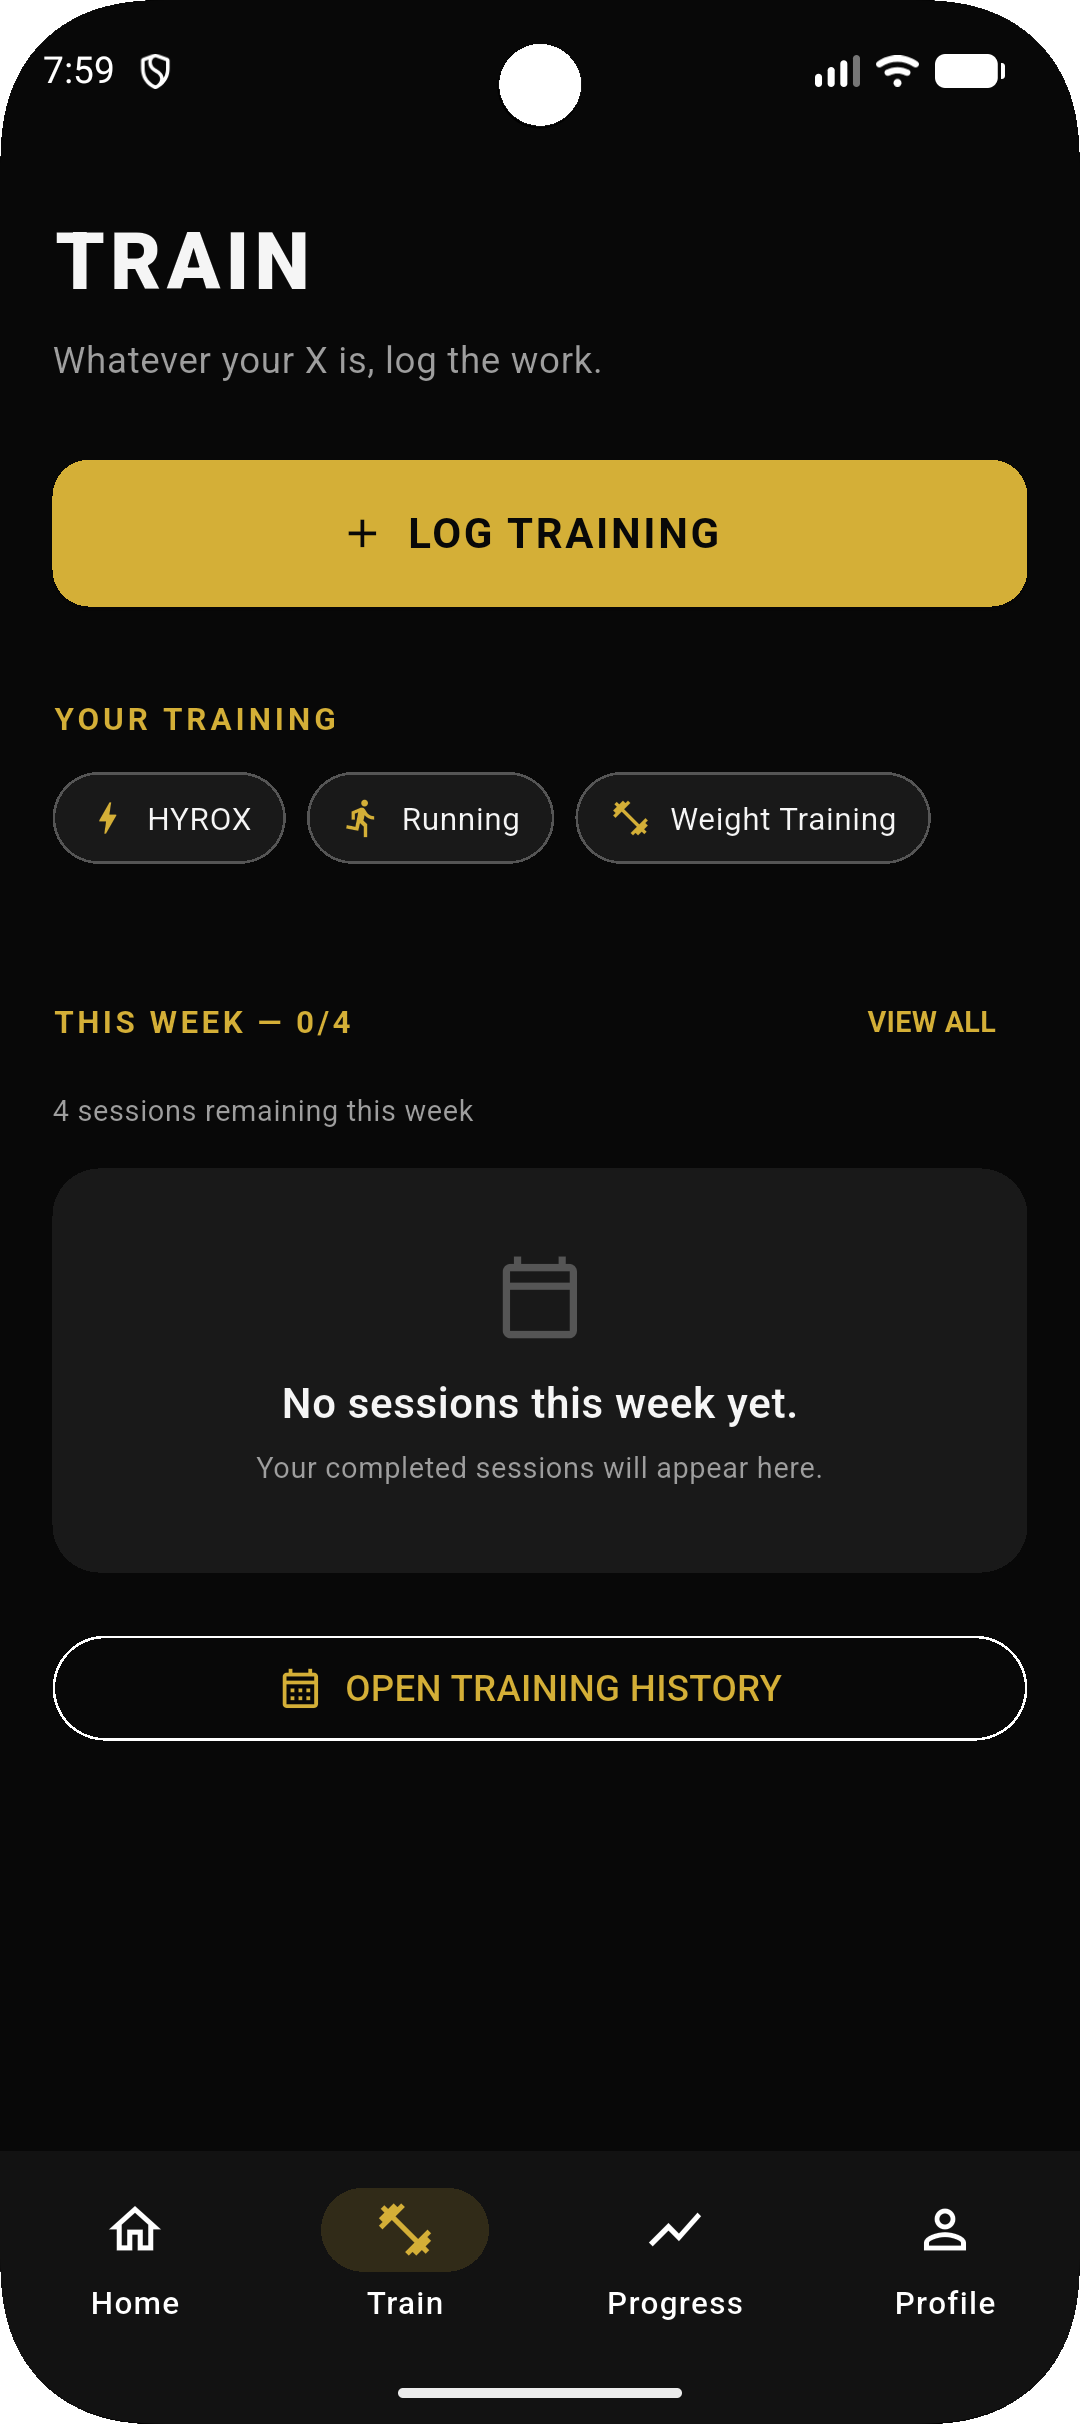 7:59
TRAIN
Whatever your X is, log the work.
+ LOG TRAINING
YOUR TRAINING
HYROX Running Weight Training
THIS WEEK — 0/4 VIEW ALL
4 sessions remaining this week
No sessions this week yet.
Your completed sessions will appear here.
OPEN TRAINING HISTORY
Home Train Progress Profile